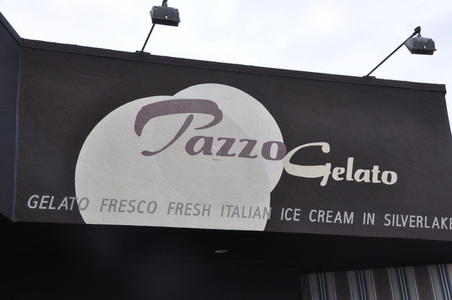 Pazzo Gelato
GELATO FRESCO FRESH ITALIAN ICE CREAM IN SILVERLAKE